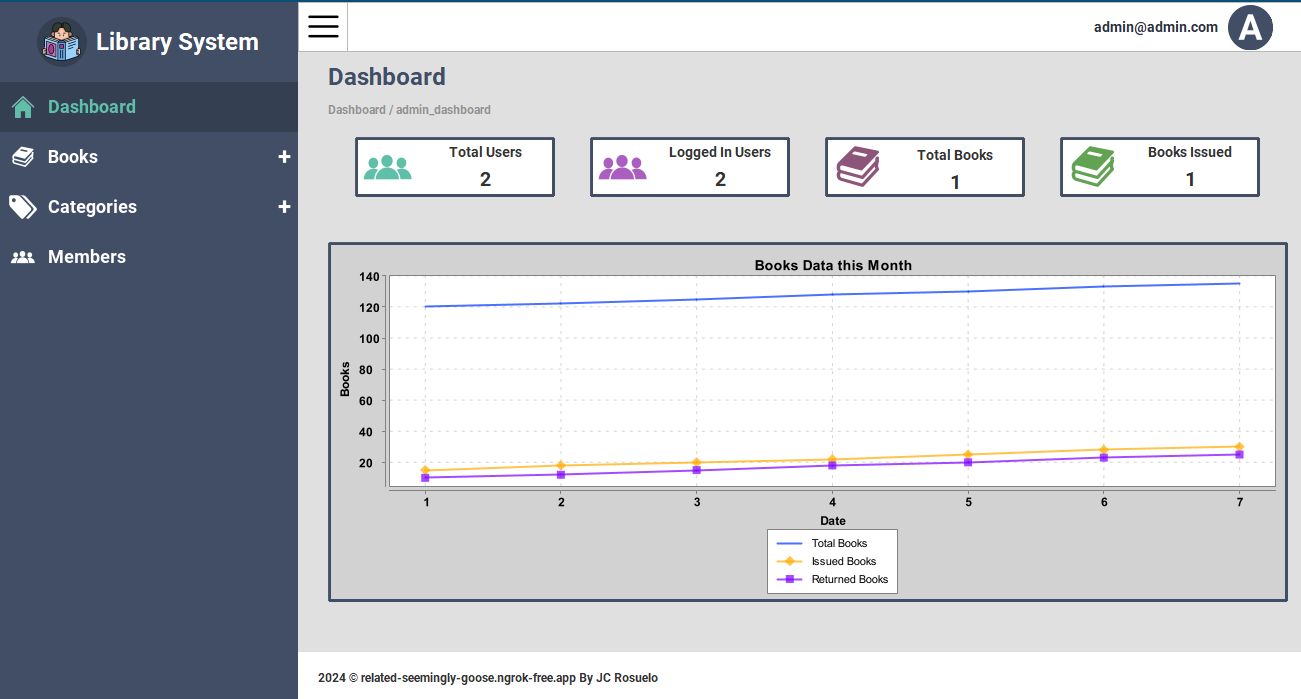 Library System
admin@admin.com
A
Dashboard
Books +
Categories +
Members
Dashboard
Dashboard / admin_dashboard
Total Users
2
Logged In Users
2
Total Books
1
Books Issued
1
Books Data this Month
140
120
100
80
60
40
20
Books
1 2 3 4 5 6 7
Date
Total Books
Issued Books
Returned Books
2024 © related-seemingly-goose.ngrok-free.app By JC Rosuelo